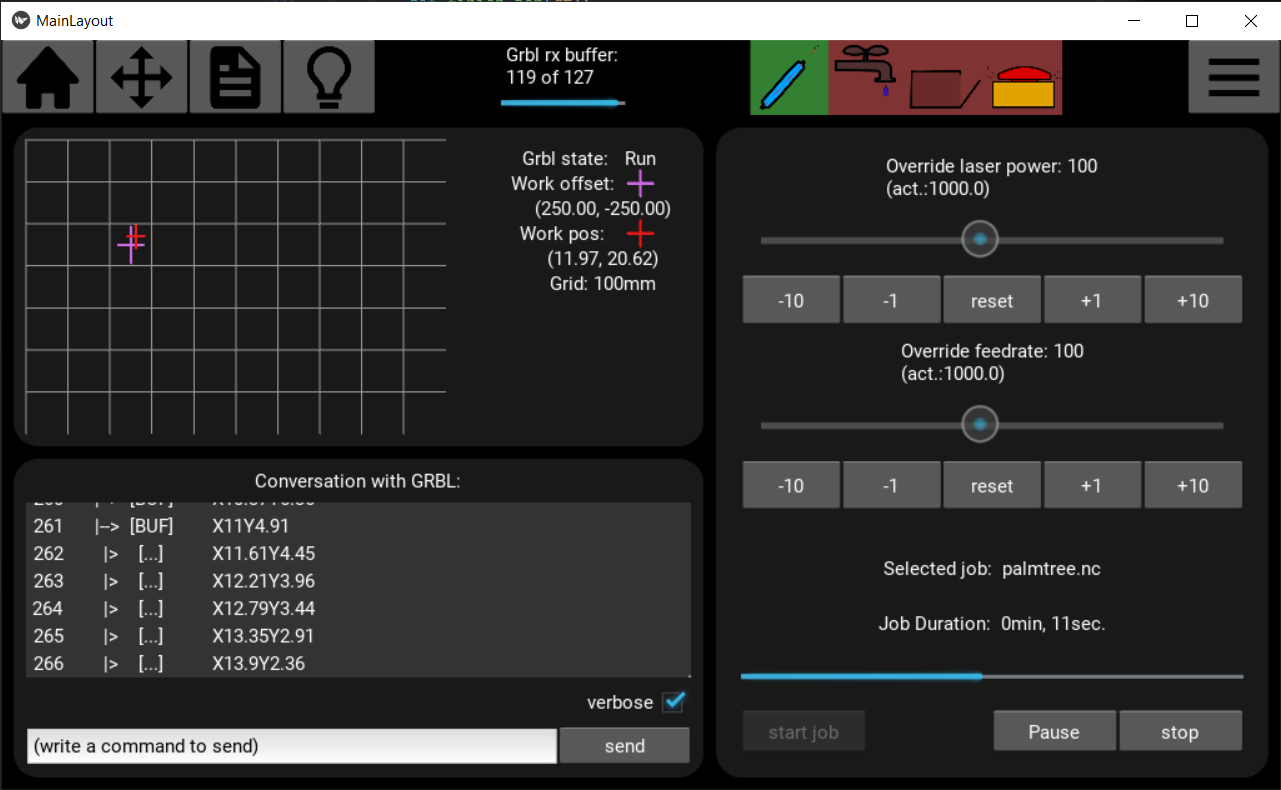 MainLayout
Grbl rx buffer:
119 of 127
Grbl state: Run
Work offset:
(250.00, -250.00)
Work pos:
(11.97, 20.62)
Grid: 100mm
Conversation with GRBL:
261 |--> [BUF] X11Y4.91
262 |> [...] X11.61Y4.45
263 |> [...] X12.21Y3.96
264 |> [...] X12.79Y3.44
265 |> [...] X13.35Y2.91
266 |> [...] X13.9Y2.36
verbose
(write a command to send)
send
Override laser power: 100
(act.:1000.0)
-10 -1 reset +1 +10
Override feedrate: 100
(act.:1000.0)
-10 -1 reset +1 +10
Selected job: palmtree.nc
Job Duration: 0min, 11sec.
start job Pause stop